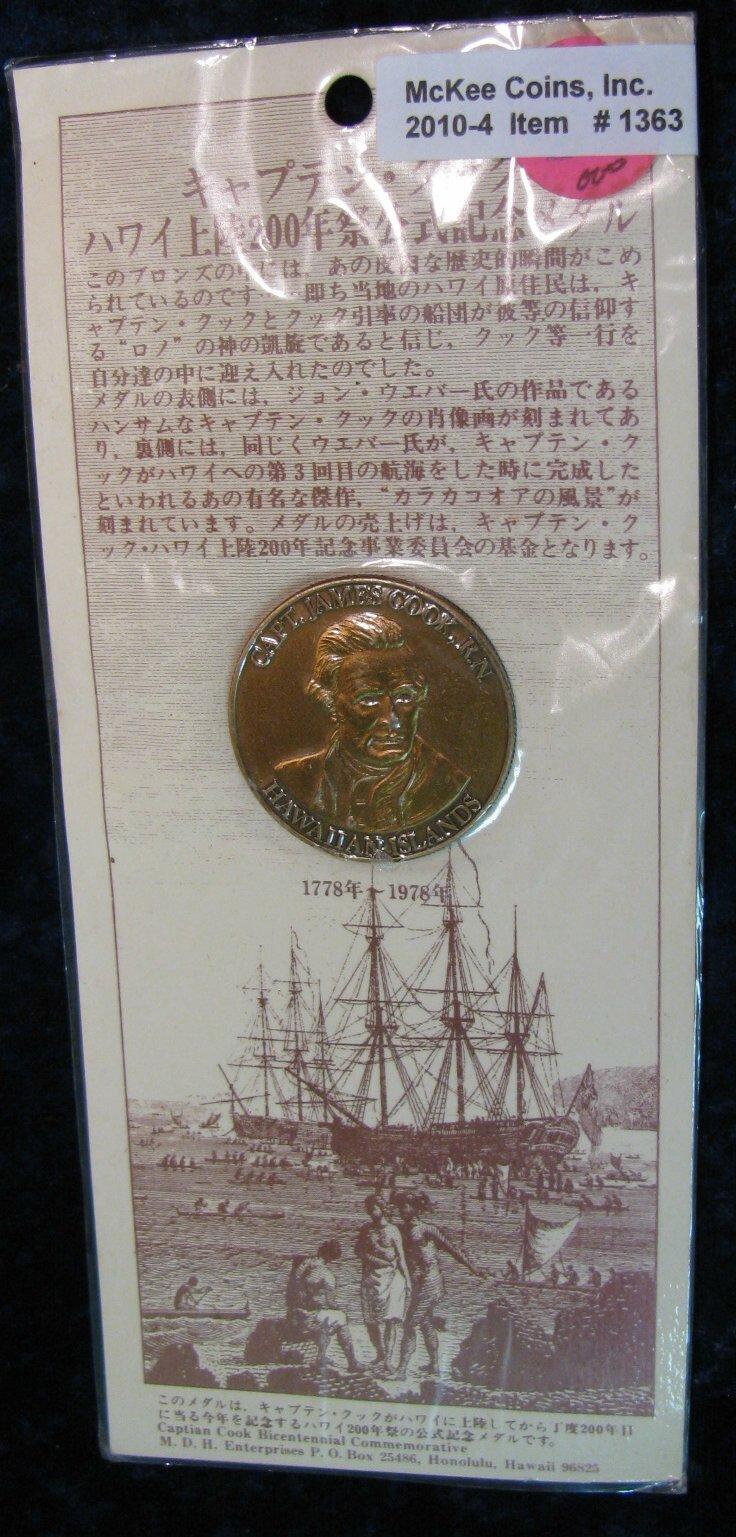 McKee Coins, Inc.
2010-4 Item # 1363
キャプテン・ク
ハワイ上陸200年祭公式記念メダル
このブロンズの中には，あの皮肉な歴史的瞬間がこめ
られているのです 即ち当地のハワイ原住民は，キ
ャプテン・クックとクック引率の船団が彼等の信仰す
る“ロノ”の神の凱旋であると信じ，クック等一行を
自分達の中に迎え入れたのでした。
メダルの表側には，ジョン・ウエバー氏の作品である
ハンサムなキャプテン・クックの肖像画が刻まれてあ
り，裏側には，同じくウエバー氏が，キャプテン・ク
ックがハワイへの第3回目の航海をした時に完成した
といわれるあの有名な傑作，“カラカコオアの風景”が
刻まれています。メダルの売上げは，キャプテン・ク
ック・ハワイ上陸200年記念事業委員会の基金となります。
CAPT. JAMES COOK, R.N.
HAWAIIAN ISLANDS
1778年～1978年
このメダルは，キャプテン・クックがハワイに上陸してから丁度200年目
に当る今年を記念するハワイ200年祭の公式記念メダルです。
Captian Cook Bicentennial Commemorative
M. D. H. Enterprises P. O. Box 25486, Honolulu, Hawaii 96825